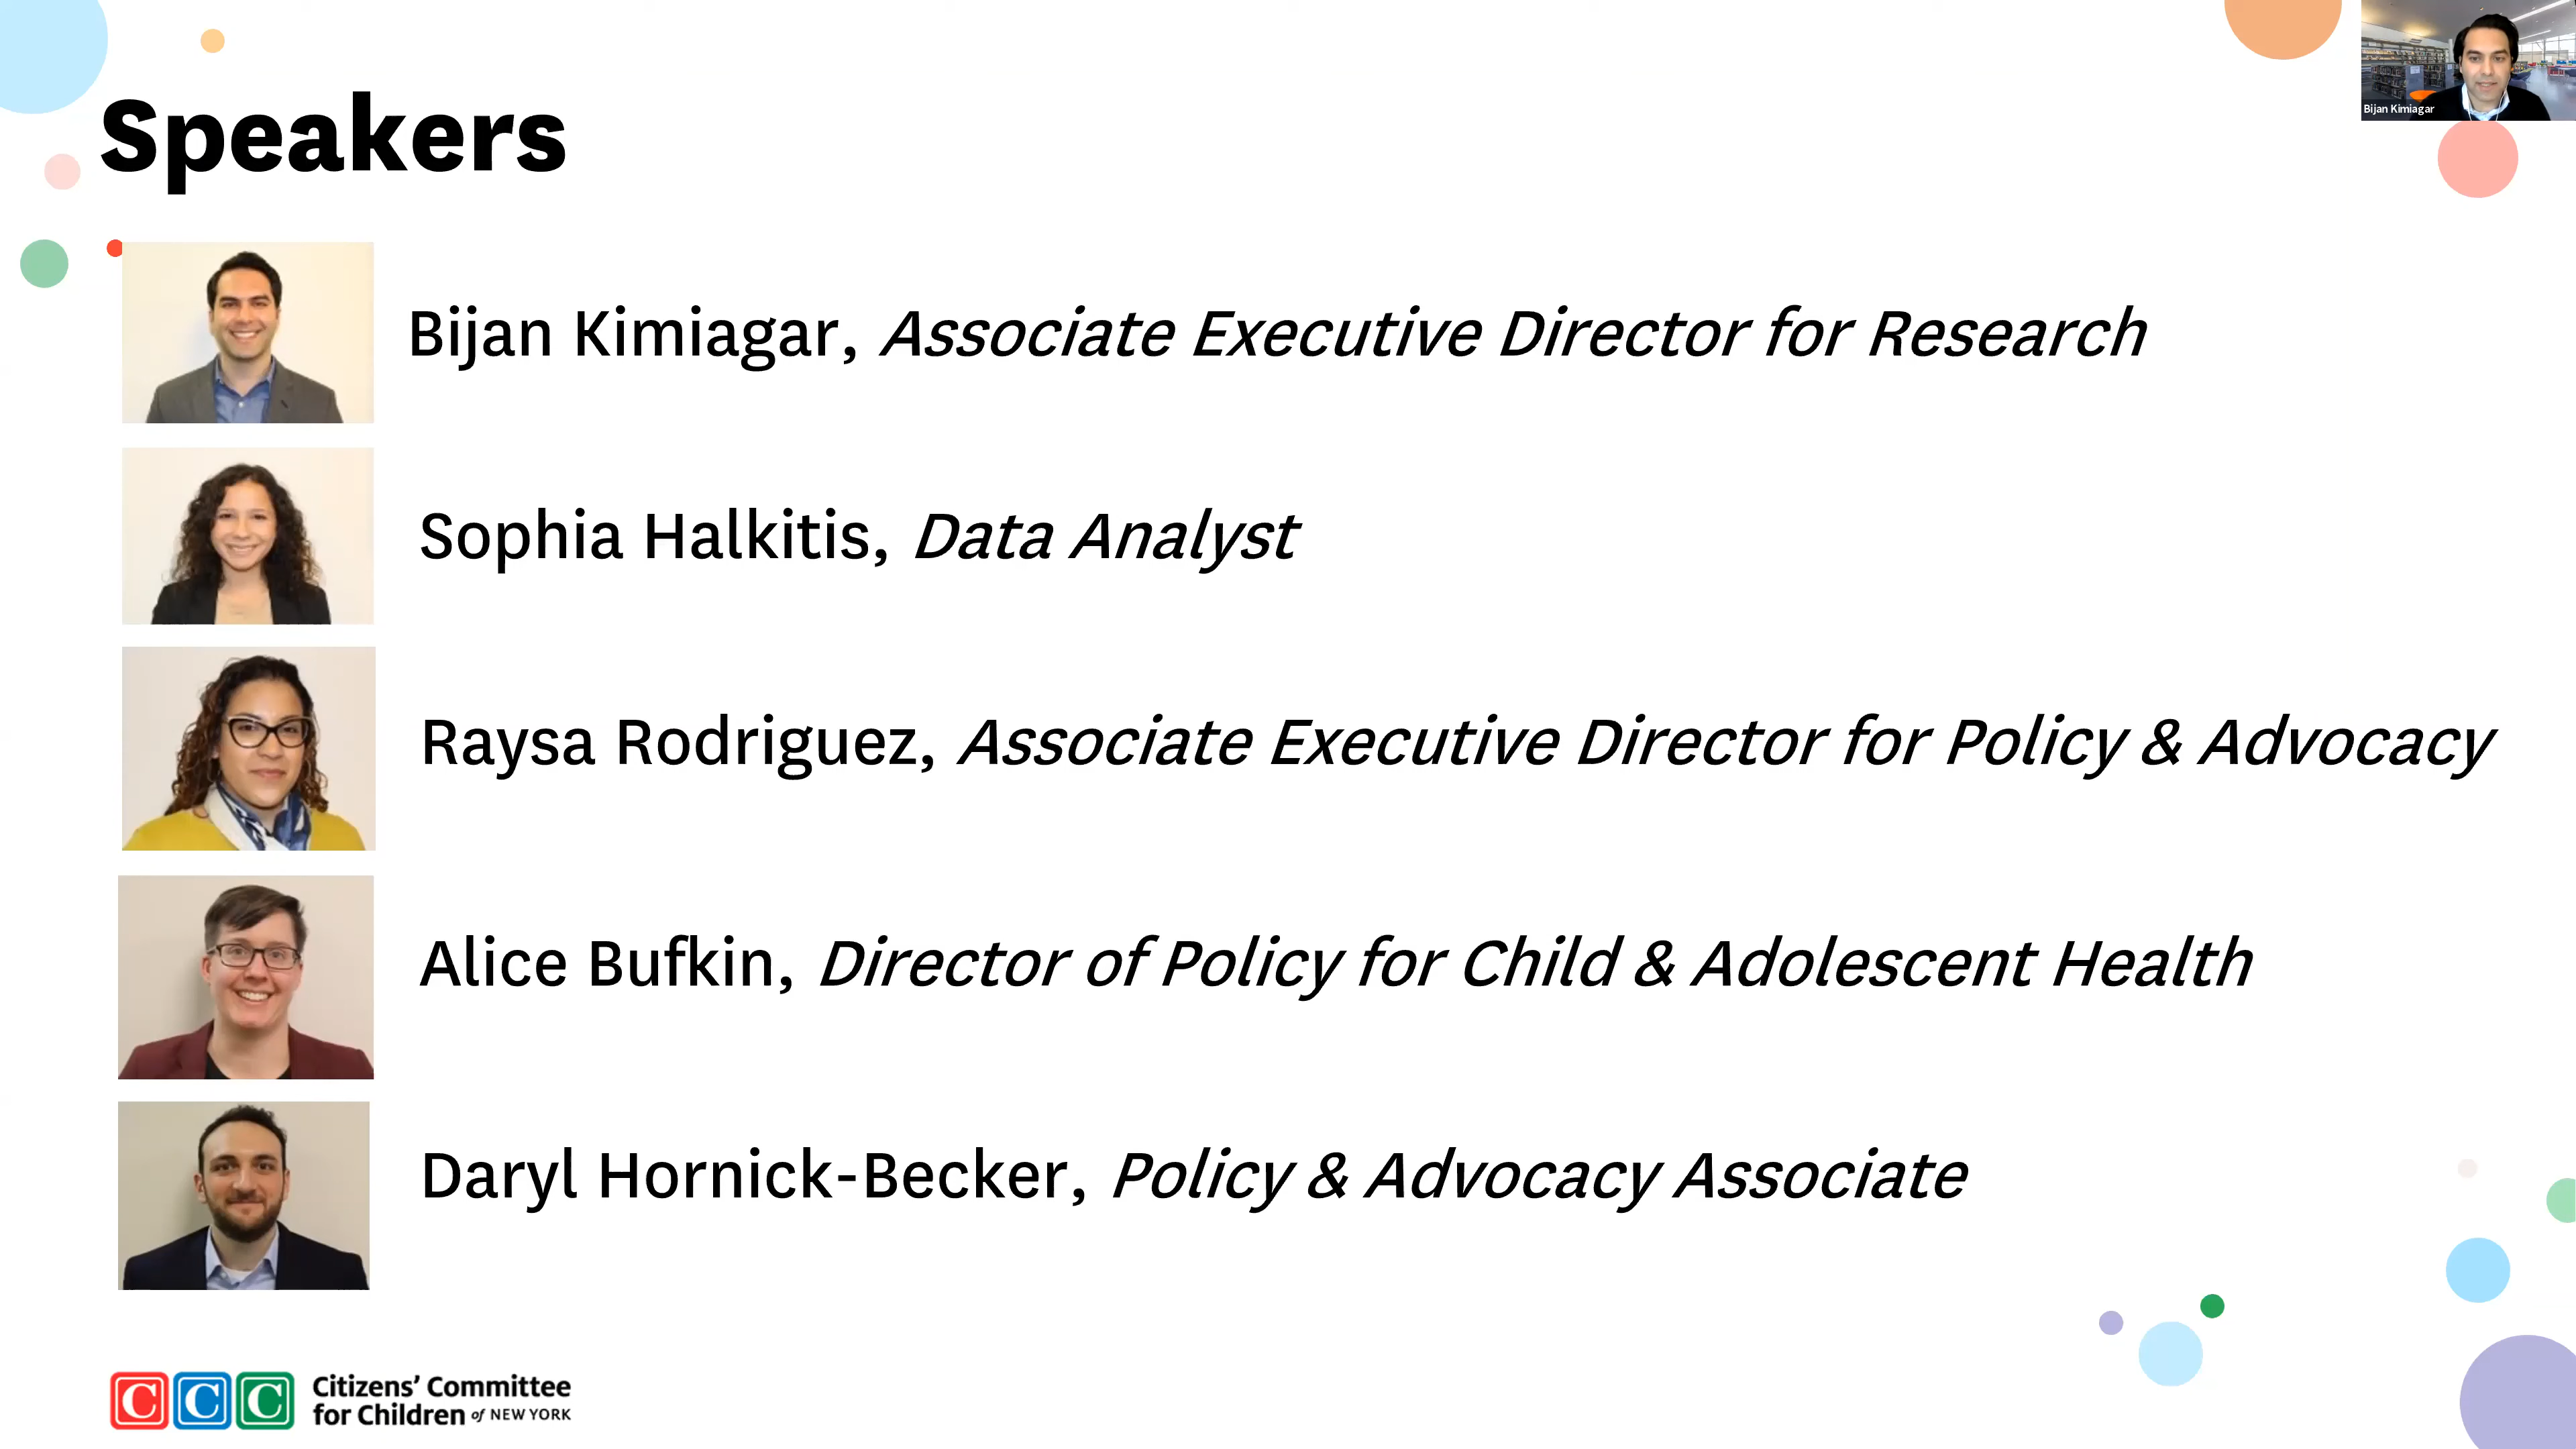 Speakers
Bijan Kimiagar
Bijan Kimiagar, Associate Executive Director for Research
Sophia Halkitis, Data Analyst
Raysa Rodriguez, Associate Executive Director for Policy & Advocacy
Alice Bufkin, Director of Policy for Child & Adolescent Health
Daryl Hornick-Becker, Policy & Advocacy Associate
C C C
Citizens’ Committee
for Children of NEW YORK